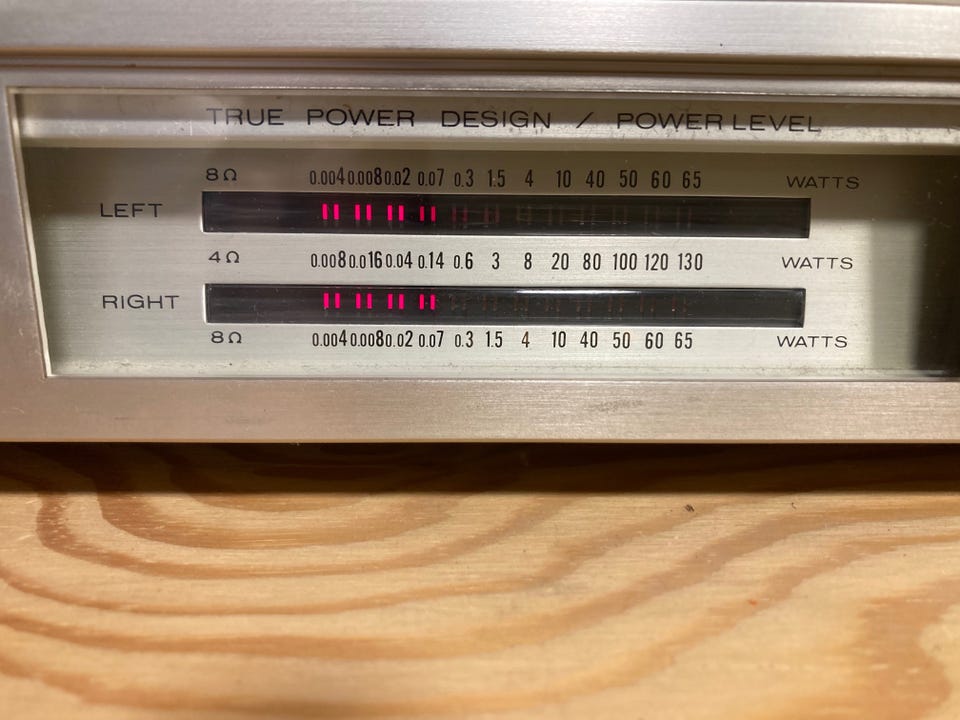 TRUE POWER DESIGN / POWER LEVEL
8Ω 0.004 0.008 0.02 0.07 0.3 1.5 4 10 40 50 60 65 WATTS
LEFT
4Ω 0.008 0.016 0.04 0.14 0.6 3 8 20 80 100 120 130 WATTS
RIGHT
8Ω 0.004 0.008 0.02 0.07 0.3 1.5 4 10 40 50 60 65 WATTS